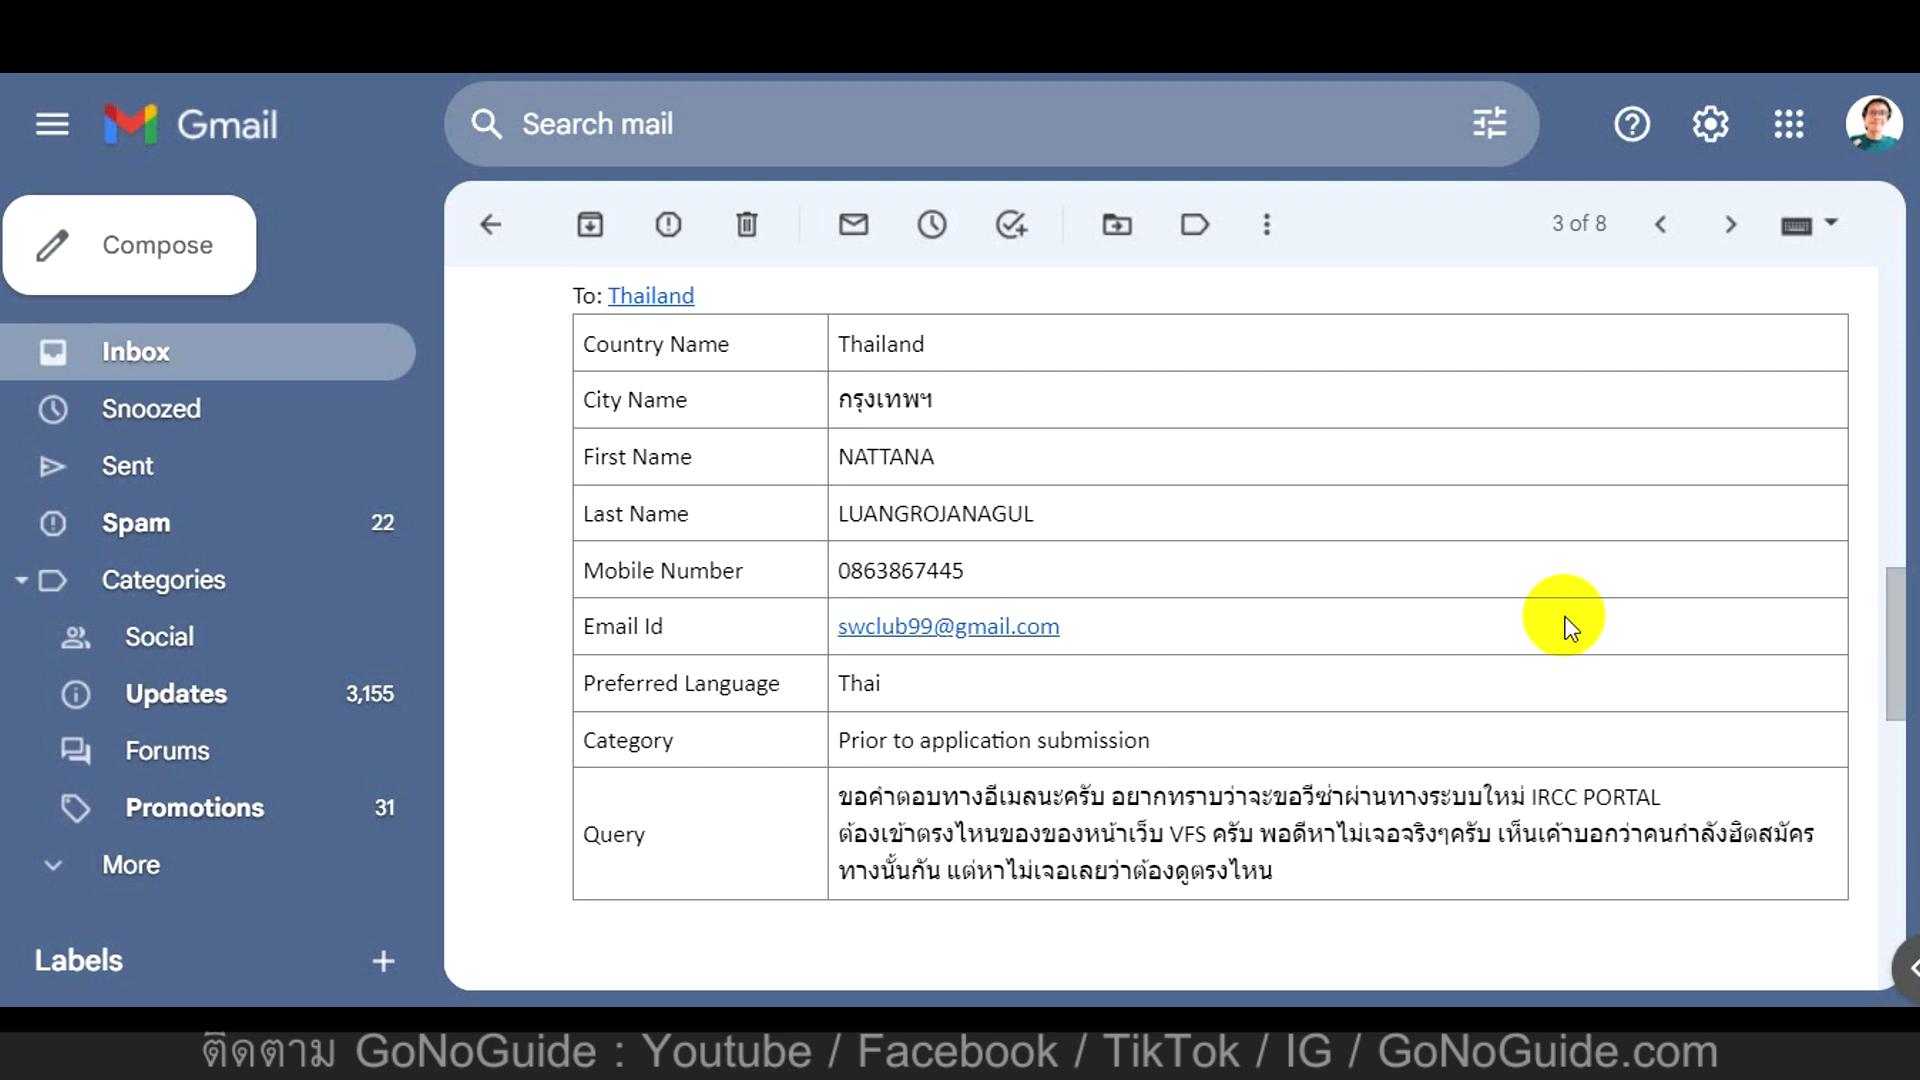 Gmail
Search mail
Compose
3 of 8
Inbox
Snoozed
Sent
Spam 22
Categories
Social
Updates 3,155
Forums
Promotions 31
More
Labels
To: Thailand
Country Name Thailand
City Name กรุงเทพฯ
First Name NATTANA
Last Name LUANGROJANAGUL
Mobile Number 0863867445
Email Id swclub99@gmail.com
Preferred Language Thai
Category Prior to application submission
Query
ขอคำตอบทางอีเมลนะครับ อยากทราบว่าจะขอวีซ่าผ่านทางระบบใหม่ IRCC PORTAL
ต้องเข้าตรงไหนของของหน้าเว็บ VFS ครับ พอดีหาไม่เจอจริงๆครับ เห็นเค้าบอกว่าคนกำลังฮิตสมัคร
ทางนั้นกัน แต่หาไม่เจอเลยว่าต้องดูตรงไหน
ติดตาม GoNoGuide : Youtube / Facebook / TikTok / IG / GoNoGuide.com